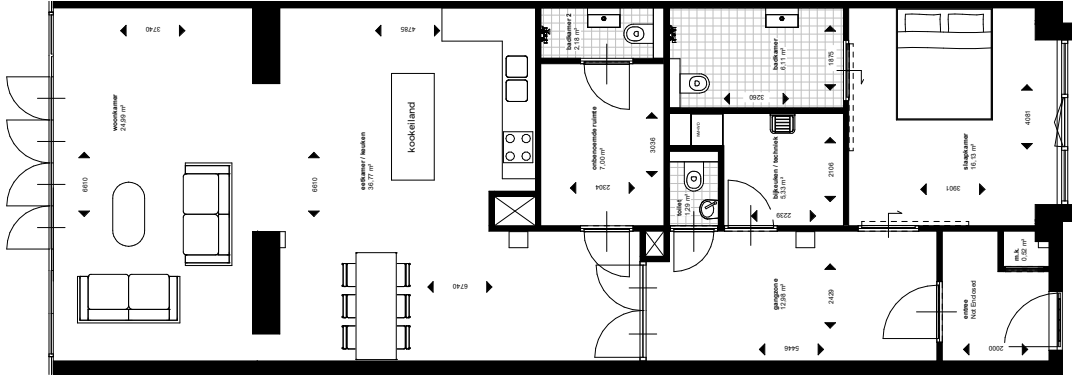 woonkamer
24,99 m²
3740
6610
eetkamer / keuken
36,77 m²
4785
6610
6740
kookeiland
badkamer 2
2,18 m²
onbenoemde ruimte
7,00 m²
3036
2304
badkamer
6,11 m²
1875
3260
bijkeuken / techniek
5,33 m²
2106
2239
toilet
1,29 m²
slaapkamer
16,13 m²
4081
3901
gangzone
12,98 m²
2429
5446
entree
Not Enclosed
2000
m.k.
0,52 m²